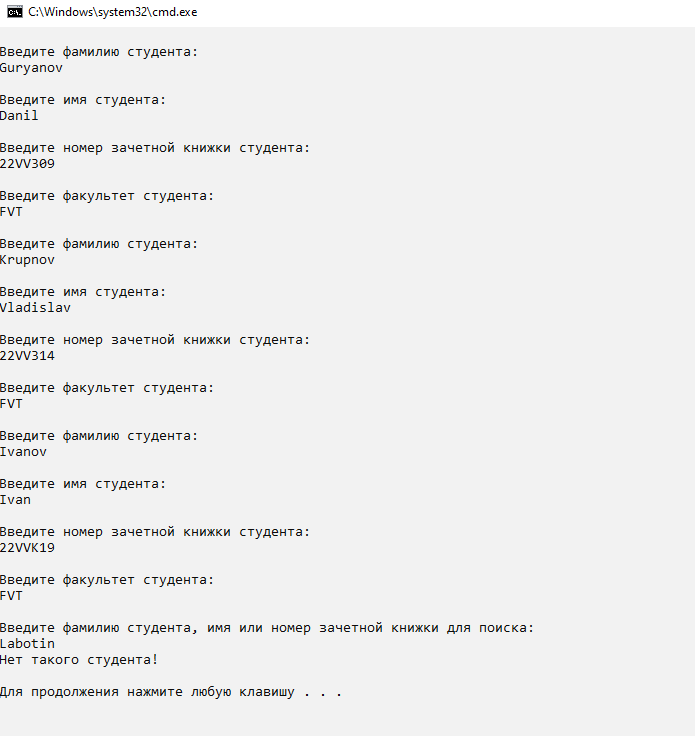 C:\Windows\system32\cmd.exe
Введите фамилию студента:
Guryanov
Введите имя студента:
Danil
Введите номер зачетной книжки студента:
22VV309
Введите факультет студента:
FVT
Введите фамилию студента:
Krupnov
Введите имя студента:
Vladislav
Введите номер зачетной книжки студента:
22VV314
Введите факультет студента:
FVT
Введите фамилию студента:
Ivanov
Введите имя студента:
Ivan
Введите номер зачетной книжки студента:
22VVK19
Введите факультет студента:
FVT
Введите фамилию студента, имя или номер зачетной книжки для поиска:
Labotin
Нет такого студента!
Для продолжения нажмите любую клавишу . . .